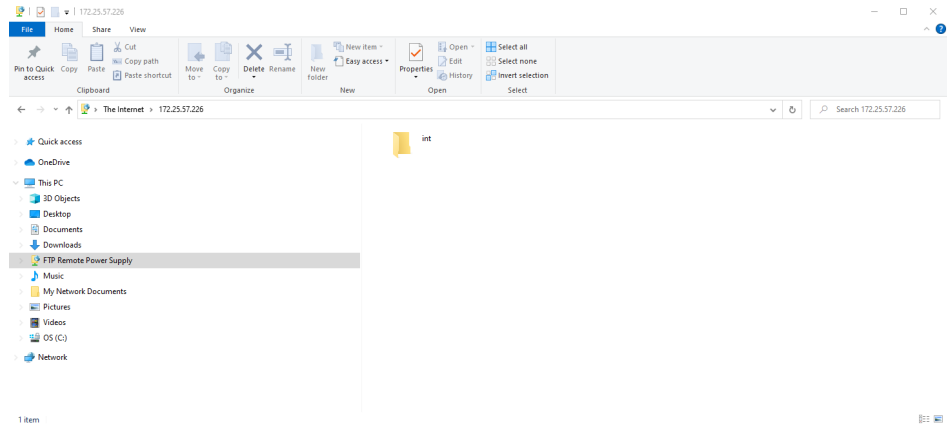 172.25.57.226
File Home Share View
Pin to Quick access
Copy
Paste
Cut
Copy path
Paste shortcut
Clipboard
Move to
Copy to
Delete
Rename
Organize
New folder
New item
Easy access
New
Properties
Open
Edit
History
Open
Select all
Select none
Invert selection
Select
The Internet > 172.25.57.226
Search 172.25.57.226
Quick access
OneDrive
This PC
3D Objects
Desktop
Documents
Downloads
FTP Remote Power Supply
Music
My Network Documents
Pictures
Videos
OS (C:)
Network
int
1 item